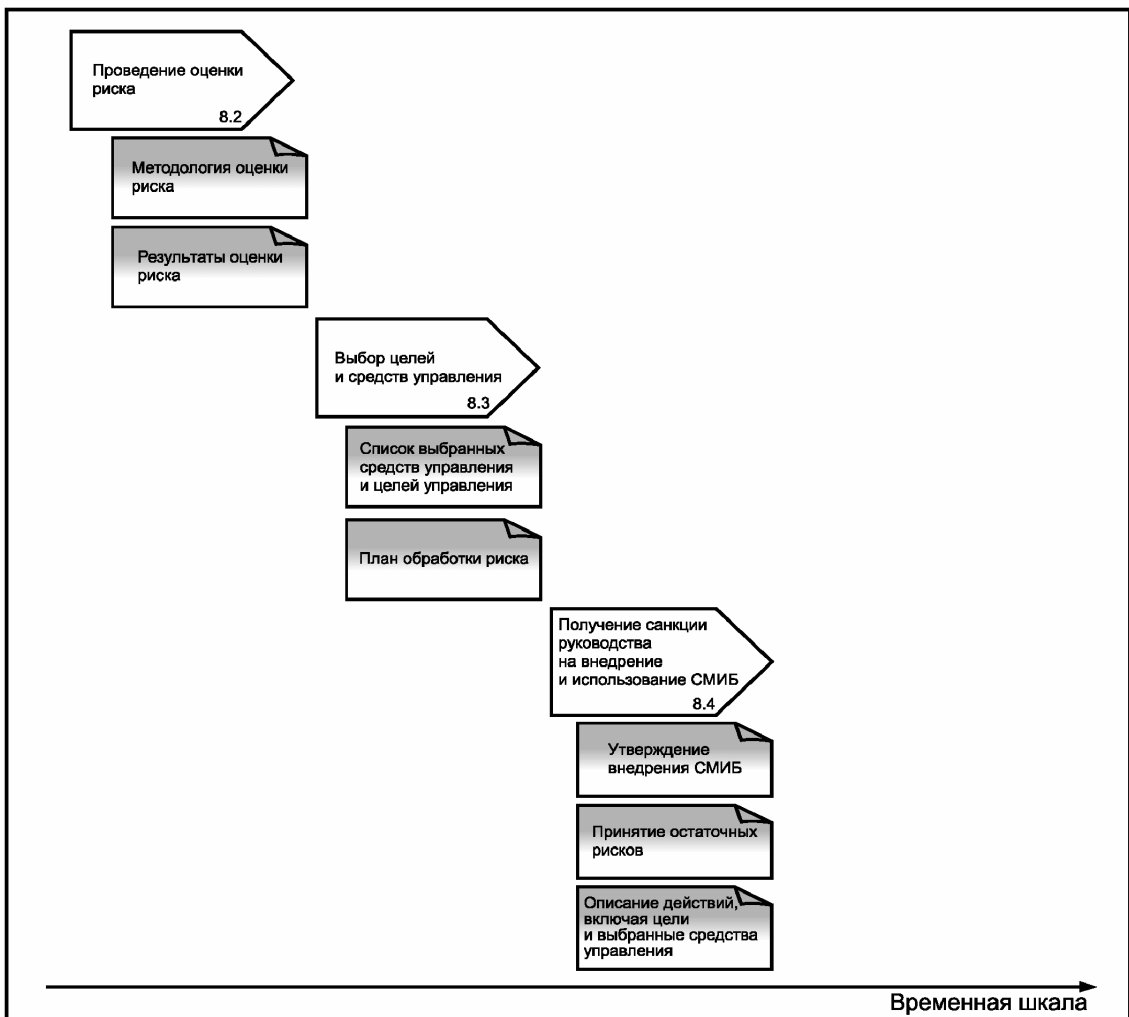 Проведение оценки
риска
8.2
Методология оценки
риска
Результаты оценки
риска
Выбор целей
и средств управления
8.3
Список выбранных
средств управления
и целей управления
План обработки риска
Получение санкции
руководства
на внедрение
и использование СМИБ
8.4
Утверждение
внедрения СМИБ
Принятие остаточных
рисков
Описание действий,
включая цели
и выбранные средства
управления
Временная шкала